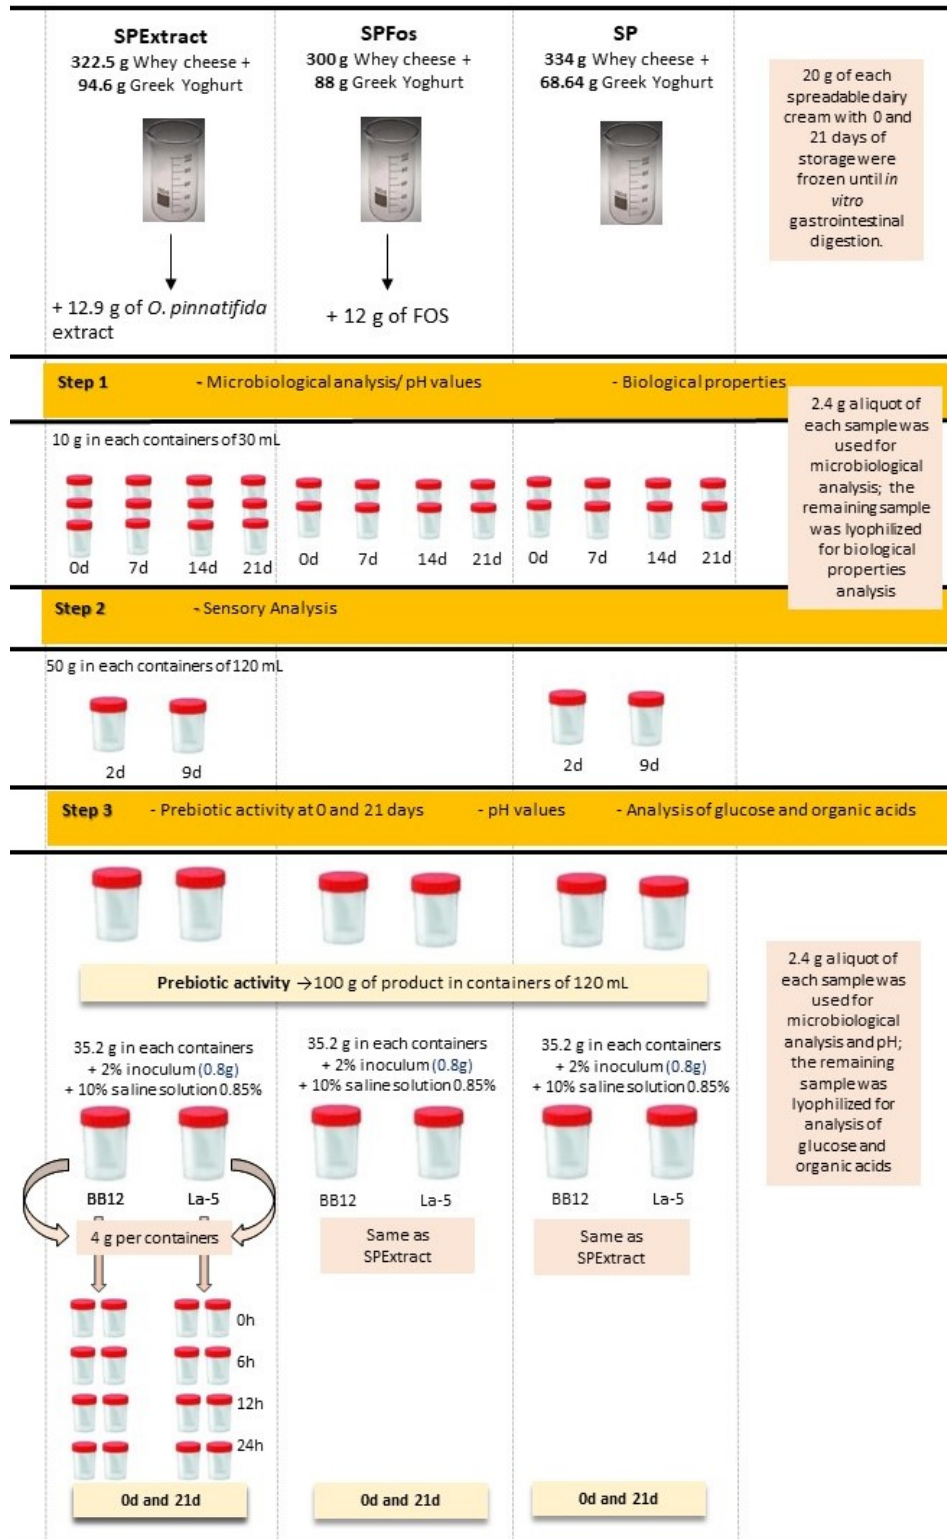 SPExtract
322.5 g Whey cheese +
94.6 g Greek Yoghurt
SPFos
300 g Whey cheese +
88 g Greek Yoghurt
SP
334 g Whey cheese +
68.64 g Greek Yoghurt
20 g of each
spreadable dairy
cream with 0 and
21 days of
storage were
frozen until in
vitro
gastrointestinal
digestion.
+ 12.9 g of O. pinnatifida
extract
+ 12 g of FOS
Step 1 - Microbiological analysis/ pH values - Biological properties
2.4 g aliquot of
each sample was
used for
microbiological
analysis; the
remaining sample
was lyophilized
for biological
properties
analysis
10 g in each containers of 30 mL
0d 7d 14d 21d
0d 7d 14d 21d
0d 7d 14d 21d
Step 2 - Sensory Analysis
50 g in each containers of 120 mL
2d 9d
2d 9d
Step 3 - Prebiotic activity at 0 and 21 days - pH values - Analysis of glucose and organic acids
Prebiotic activity → 100 g of product in containers of 120 mL
2.4 g aliquot of
each sample was
used for
microbiological
analysis and pH;
the remaining
sample was
lyophilized for
analysis of
glucose and
organic acids
35.2 g in each containers
+ 2% inoculum (0.8g)
+ 10% saline solution 0.85%
35.2 g in each containers
+ 2% inoculum (0.8g)
+ 10% saline solution 0.85%
35.2 g in each containers
+ 2% inoculum (0.8g)
+ 10% saline solution 0.85%
BB12 La-5
BB12 La-5
BB12 La-5
4 g per containers
Same as
SPExtract
Same as
SPExtract
0h
6h
12h
24h
0d and 21d
0d and 21d
0d and 21d